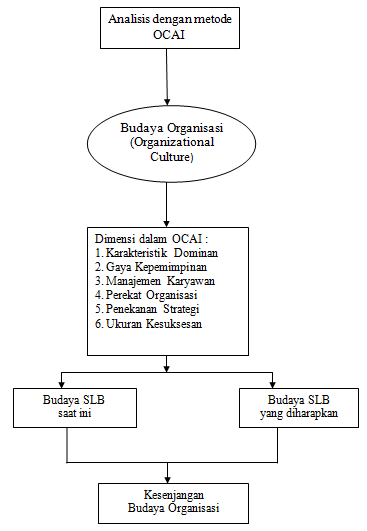 Analisis dengan metode
OCAI
Budaya Organisasi
(Organizational
Culture)
Dimensi dalam OCAI :
1. Karakteristik Dominan
2. Gaya Kepemimpinan
3. Manajemen Karyawan
4. Perekat Organisasi
5. Penekanan Strategi
6. Ukuran Kesuksesan
Budaya SLB
saat ini
Budaya SLB
yang diharapkan
Kesenjangan
Budaya Organisasi